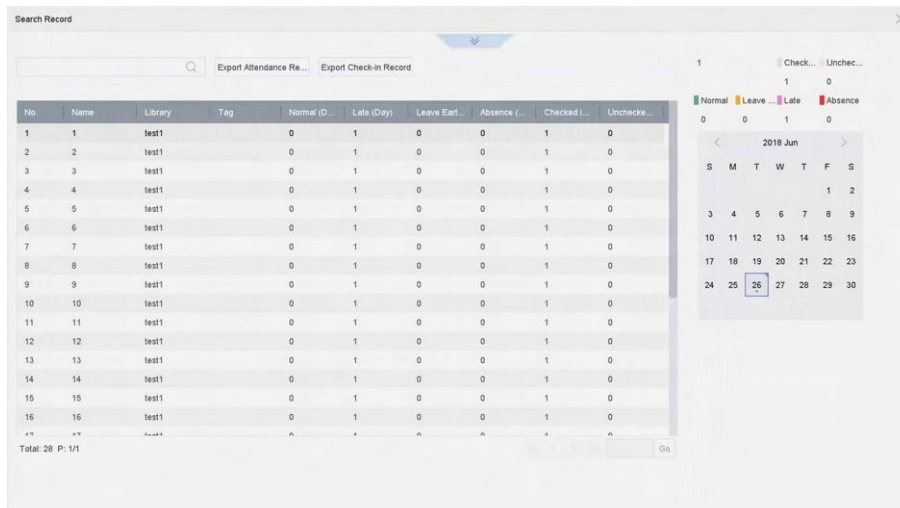 Search Record
Export Attendance Re... Export Check-in Record
No. Name Library Tag Normal (D... Late (Day) Leave Earl... Absence (... Checked I... Unchecke...
1 1 test1 0 1 0 0 1 0
2 2 test1 0 1 0 0 1 0
3 3 test1 0 1 0 0 1 0
4 4 test1 0 1 0 0 1 0
5 5 test1 0 1 0 0 1 0
6 6 test1 0 1 0 0 1 0
7 7 test1 0 1 0 0 1 0
8 8 test1 0 1 0 0 1 0
9 9 test1 0 1 0 0 1 0
10 10 test1 0 1 0 0 1 0
11 11 test1 0 1 0 0 1 0
12 12 test1 0 1 0 0 1 0
13 13 test1 0 1 0 0 1 0
14 14 test1 0 1 0 0 1 0
15 15 test1 0 1 0 0 1 0
16 16 test1 0 1 0 0 1 0
Total: 28 P: 1/1
Go
1 Check... Unchec...
1 0
Normal Leave ... Late Absence
0 0 1 0
2018 Jun
S M T W T F S
1 2
3 4 5 6 7 8 9
10 11 12 13 14 15 16
17 18 19 20 21 22 23
24 25 26 27 28 29 30